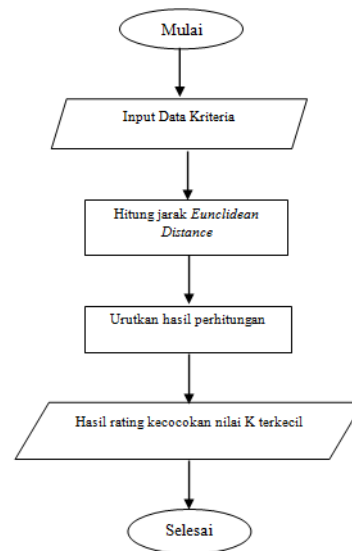 Mulai
Input Data Kriteria
Hitung jarak Eunclidean
Distance
Urutkan hasil perhitungan
Hasil rating kecocokan nilai K terkecil
Selesai